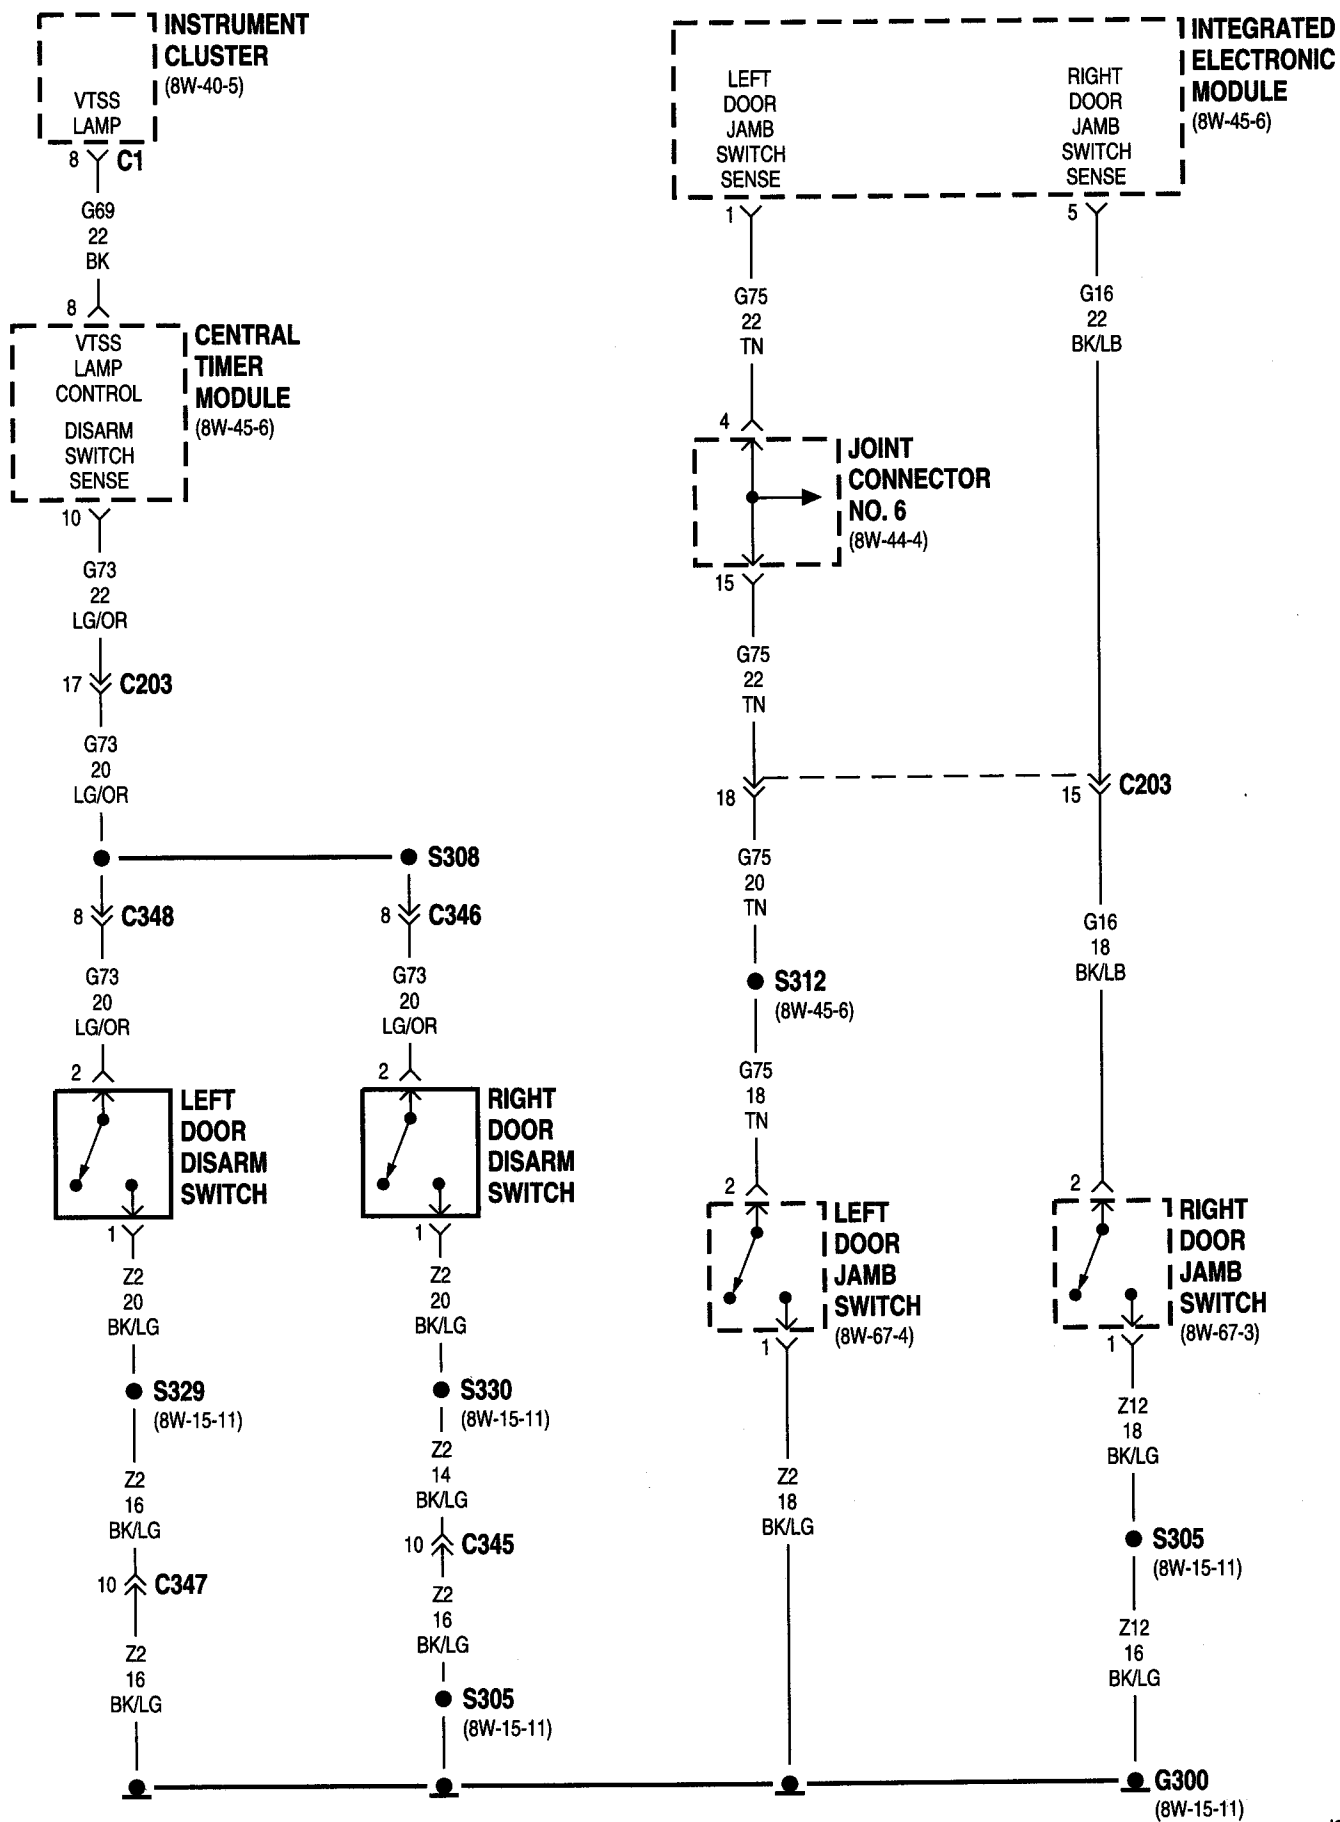 INSTRUMENT
CLUSTER
(8W-40-5)
VTSS
LAMP
8
C1
G69
22
BK
8
CENTRAL
TIMER
MODULE
(8W-45-6)
VTSS
LAMP
CONTROL
DISARM
SWITCH
SENSE
10
G73
22
LG/OR
17
C203
G73
20
LG/OR
S308
8
C348
8
C346
G73
20
LG/OR
G73
20
LG/OR
2
LEFT
DOOR
DISARM
SWITCH
2
RIGHT
DOOR
DISARM
SWITCH
1
Z2
20
BK/LG
S329
(8W-15-11)
Z2
16
BK/LG
10
C347
Z2
16
BK/LG
1
Z2
20
BK/LG
S330
(8W-15-11)
Z2
14
BK/LG
10
C345
Z2
16
BK/LG
S305
(8W-15-11)
INTEGRATED
ELECTRONIC
MODULE
(8W-45-6)
LEFT
DOOR
JAMB
SWITCH
SENSE
RIGHT
DOOR
JAMB
SWITCH
SENSE
1
G75
22
TN
4
JOINT
CONNECTOR
NO. 6
(8W-44-4)
15
G75
22
TN
18
G75
20
TN
S312
(8W-45-6)
G75
18
TN
2
LEFT
DOOR
JAMB
SWITCH
(8W-67-4)
1
Z2
18
BK/LG
5
G16
22
BK/LB
15
C203
G16
18
BK/LB
2
RIGHT
DOOR
JAMB
SWITCH
(8W-67-3)
1
Z12
18
BK/LG
S305
(8W-15-11)
Z12
16
BK/LG
G300
(8W-15-11)